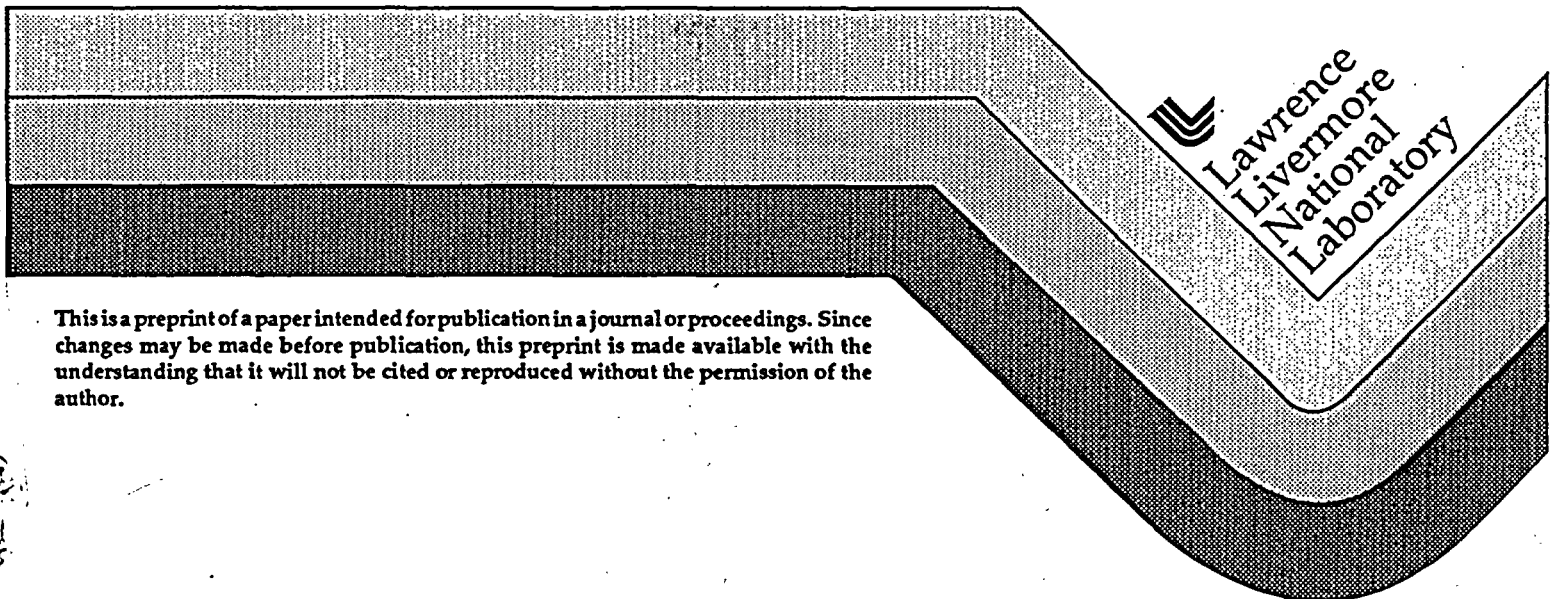 Lawrence
Livermore
National
Laboratory
This is a preprint of a paper intended for publication in a journal or proceedings. Since
changes may be made before publication, this preprint is made available with the
understanding that it will not be cited or reproduced without the permission of the
author.